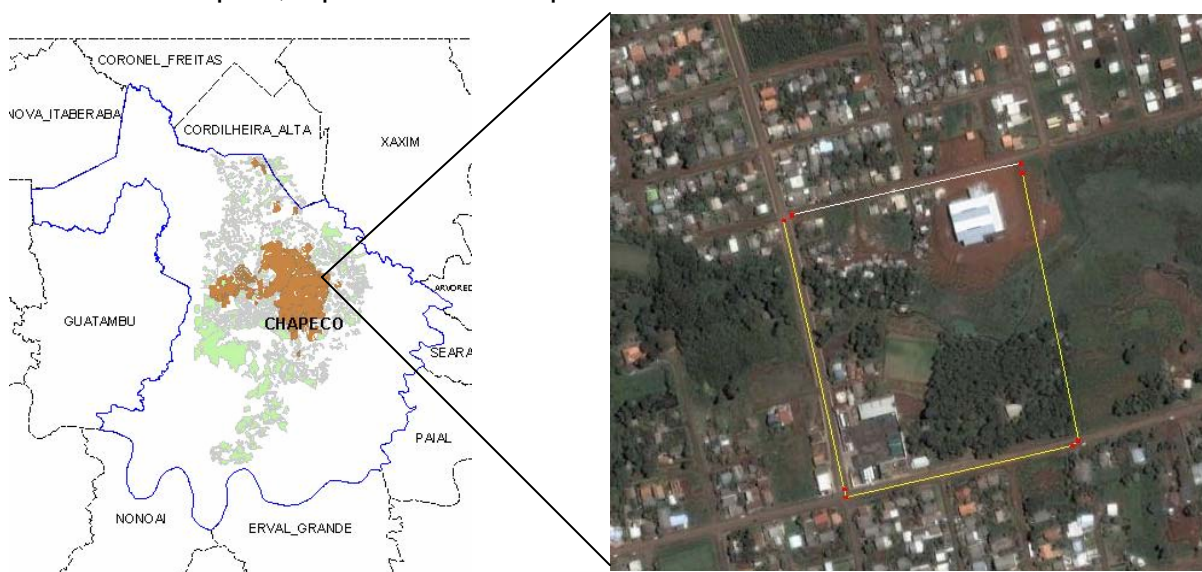 CORONEL_FREITAS
NOVA_ITABERABA
CORDILHEIRA_ALTA
XAXIM
ARVORED
GUATAMBU
CHAPECO
SEARA
PAIAL
NONOAI
ERVAL_GRANDE